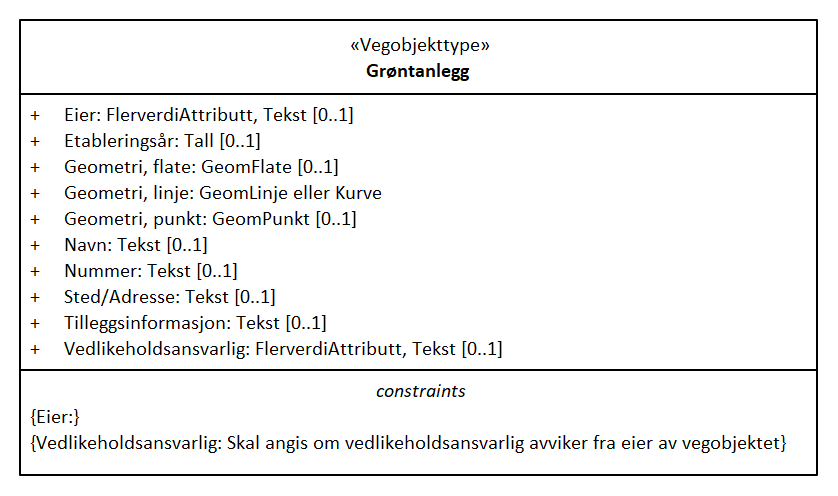 «Vegobjekttype»
Grøntanlegg
+ Eier: FlerverdiAttributt, Tekst [0..1]
+ Etableringsår: Tall [0..1]
+ Geometri, flate: GeomFlate [0..1]
+ Geometri, linje: GeomLinje eller Kurve
+ Geometri, punkt: GeomPunkt [0..1]
+ Navn: Tekst [0..1]
+ Nummer: Tekst [0..1]
+ Sted/Adresse: Tekst [0..1]
+ Tilleggsinformasjon: Tekst [0..1]
+ Vedlikeholdsansvarlig: FlerverdiAttributt, Tekst [0..1]
constraints
{Eier:}
{Vedlikeholdsansvarlig: Skal angis om vedlikeholdsansvarlig avviker fra eier av vegobjektet}